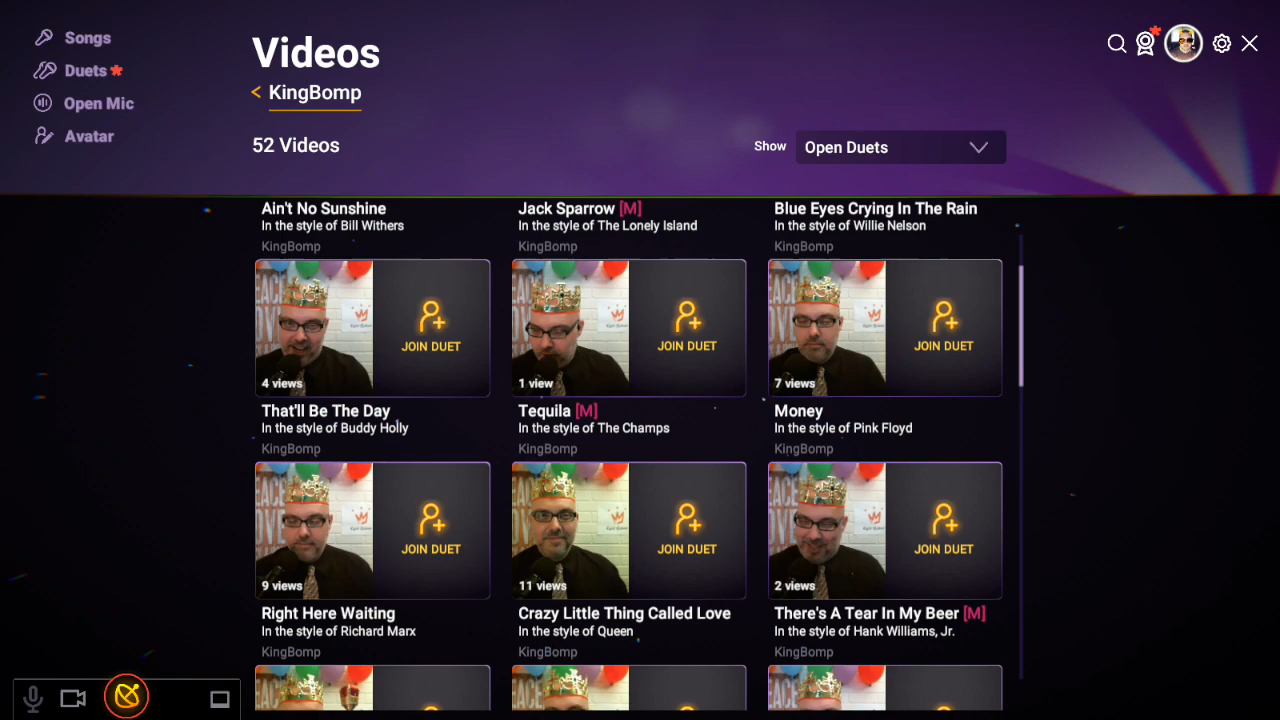 Songs
Duets *
Open Mic
Avatar
Videos
< KingBomp
52 Videos
Show Open Duets
Ain't No Sunshine
In the style of Bill Withers
KingBomp
Jack Sparrow [M]
In the style of The Lonely Island
KingBomp
Blue Eyes Crying In The Rain
In the style of Willie Nelson
KingBomp
4 views
JOIN DUET
That'll Be The Day
In the style of Buddy Holly
KingBomp
1 view
JOIN DUET
Tequila [M]
In the style of The Champs
KingBomp
7 views
JOIN DUET
Money
In the style of Pink Floyd
KingBomp
9 views
JOIN DUET
Right Here Waiting
In the style of Richard Marx
KingBomp
11 views
JOIN DUET
Crazy Little Thing Called Love
In the style of Queen
KingBomp
2 views
JOIN DUET
There's A Tear In My Beer [M]
In the style of Hank Williams, Jr.
KingBomp